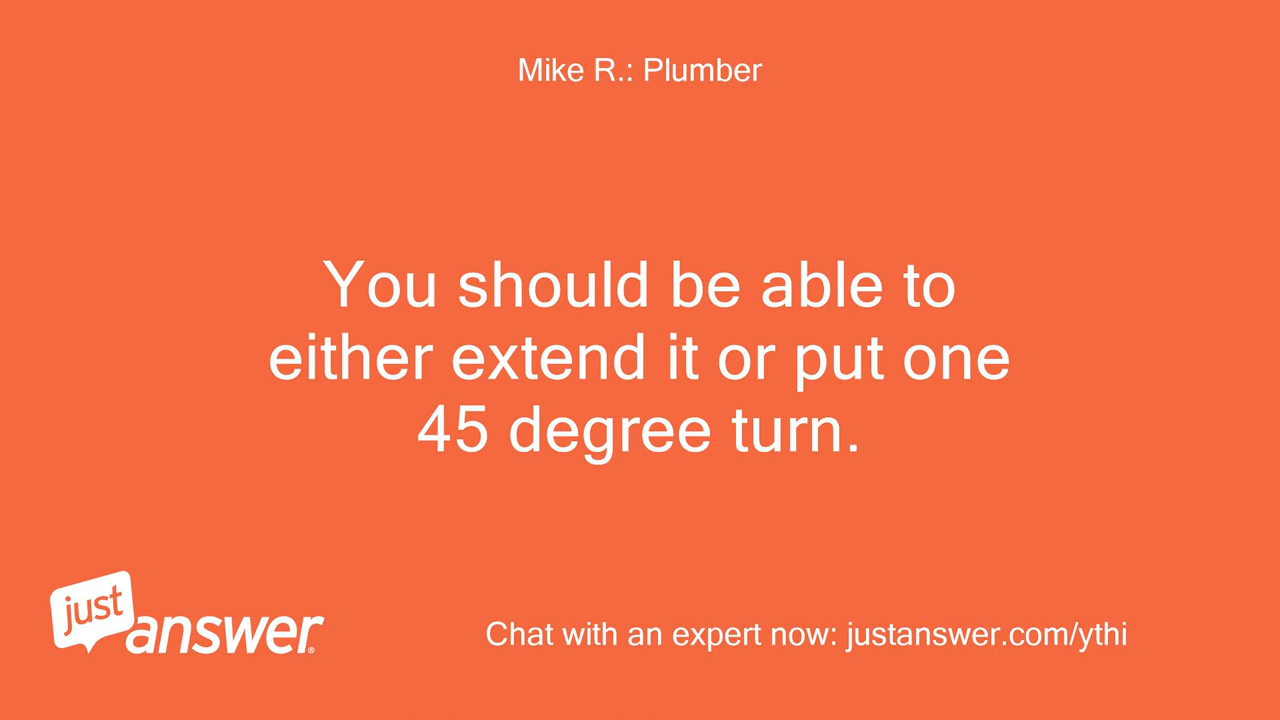 Mike R.: Plumber
You should be able to
either extend it or put one
45 degree turn.
just
answer®
Chat with an expert now: justanswer.com/ythi